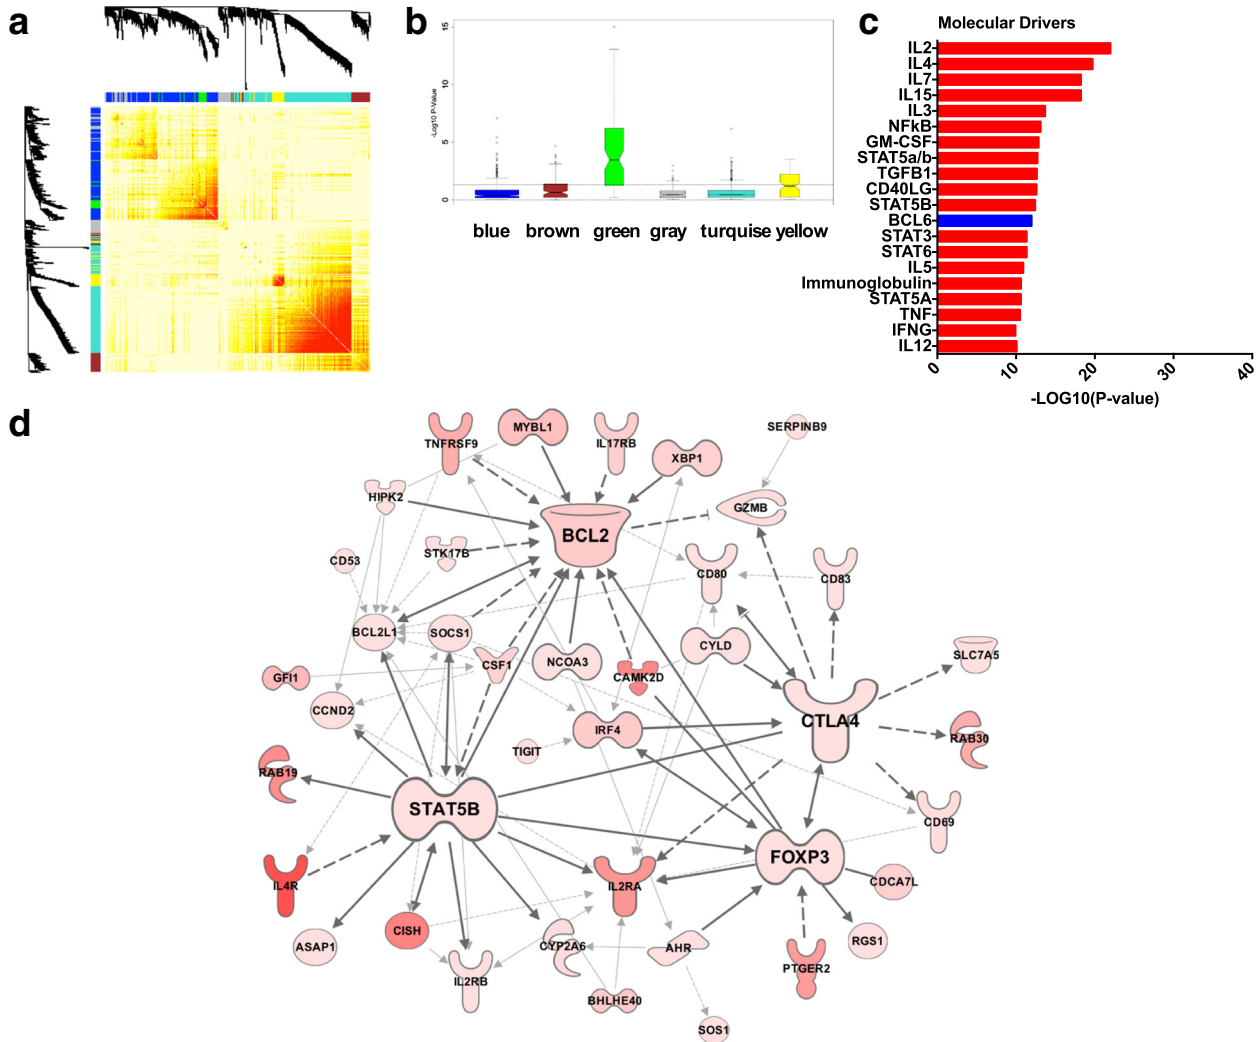 a
b
-Log10 P-Value
15
10
5
0
blue brown green gray turquise yellow
c
Molecular Drivers
IL2
IL4
IL7
IL15
IL3
NFkB
GM-CSF
STAT5a/b
TGFB1
CD40LG
STAT5B
BCL6
STAT3
STAT6
IL5
Immunoglobulin
STAT5A
TNF
IFNG
IL12
0 10 20 30 40
-LOG10(P-value)
d
TNFRSF9
MYBL1
IL17RB
XBP1
SERPINB9
HIPK2
GZMB
BCL2
CD53
STK17B
CD80
CD83
BCL2L1
SOCS1
CSF1
NCOA3
CAMK2D
CYLD
SLC7A5
GFI1
CCND2
TIGIT
IRF4
CTLA4
RAB30
RAB19
STAT5B
CD69
FOXP3
IL4R
IL2RA
CDCA7L
ASAP1
CISH
IL2RB
CYP2A6
AHR
RGS1
PTGER2
BHLHE40
SOS1